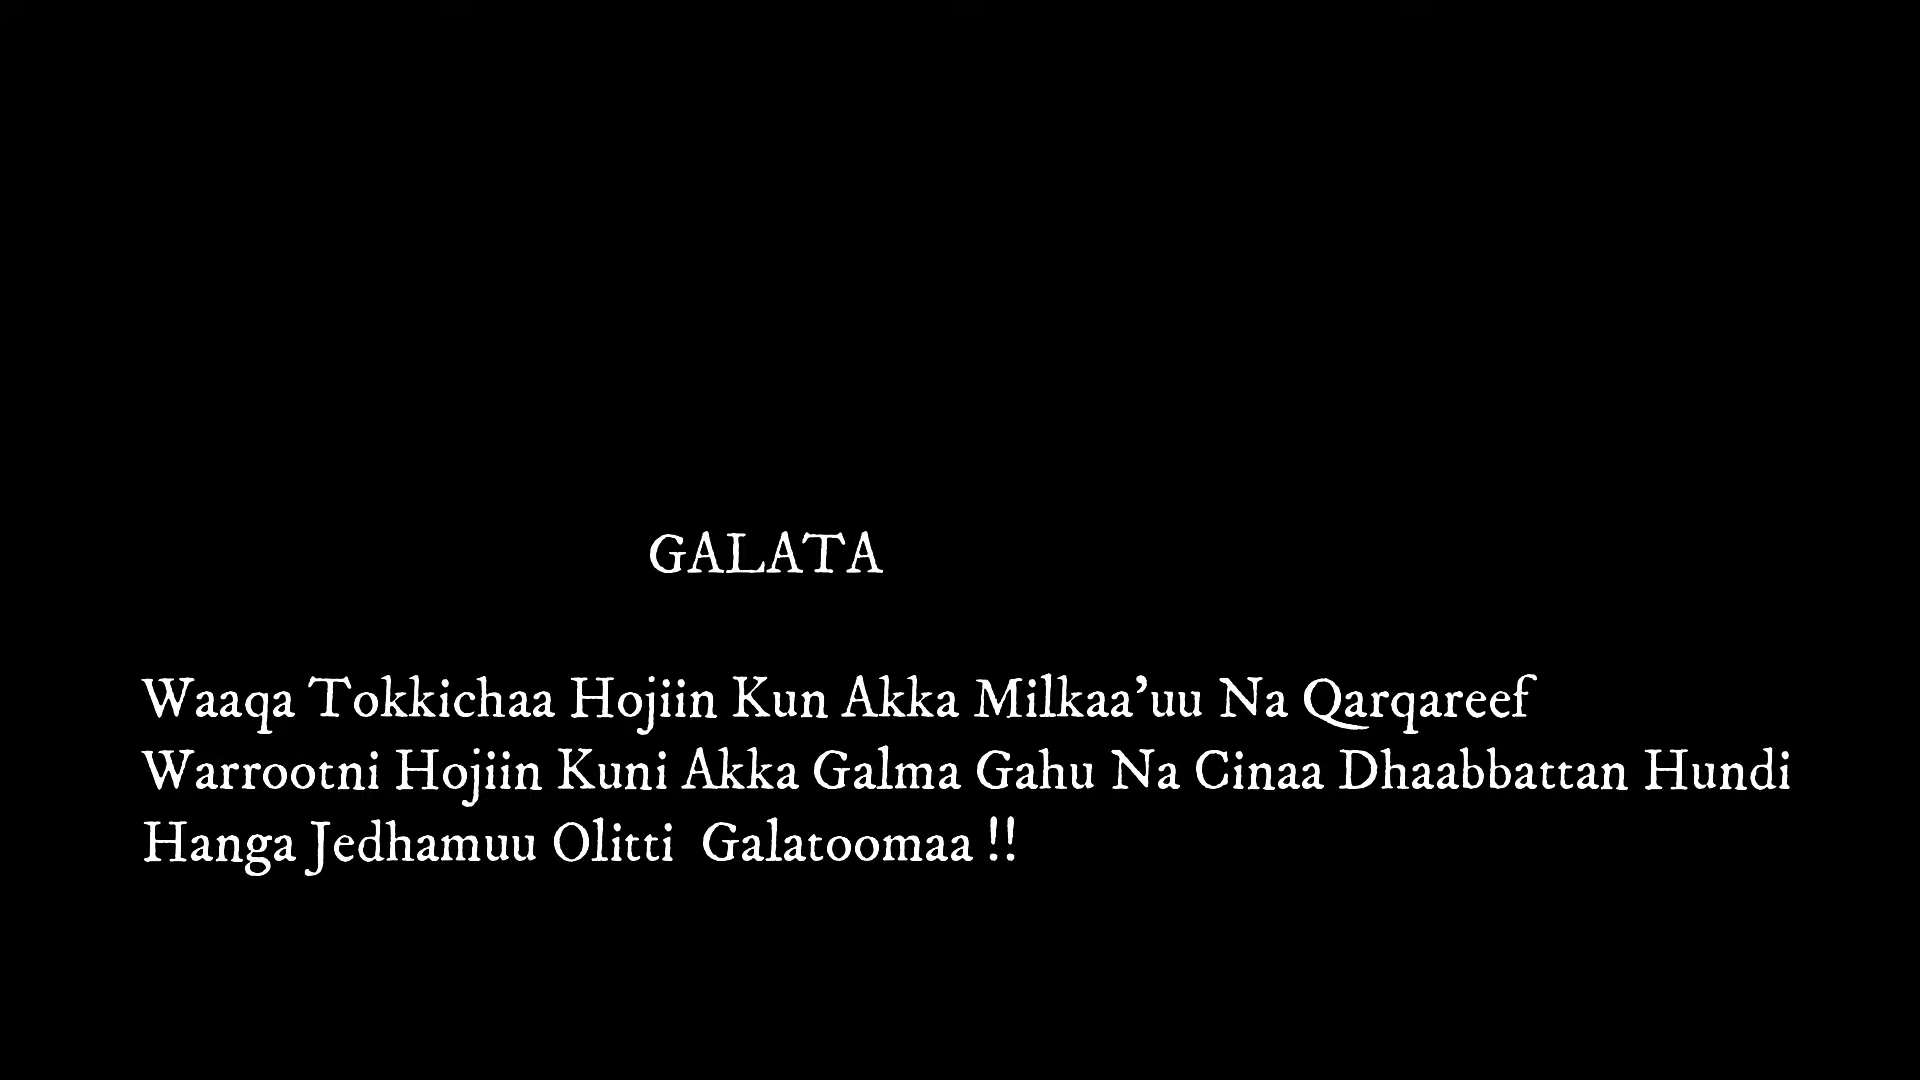 GALATA
Waaqa Tokkichaa Hojiin Kun Akka Milkaa'uu Na Qarqareef
Warrootni Hojiin Kuni Akka Galma Gahu Na Cinaa Dhaabbattan Hundi
Hanga Jedhamuu Olitti Galatoomaa !!